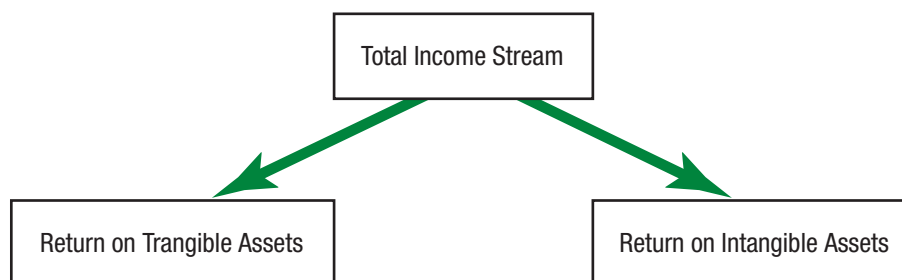 Total Income Stream
Return on Trangible Assets
Return on Intangible Assets